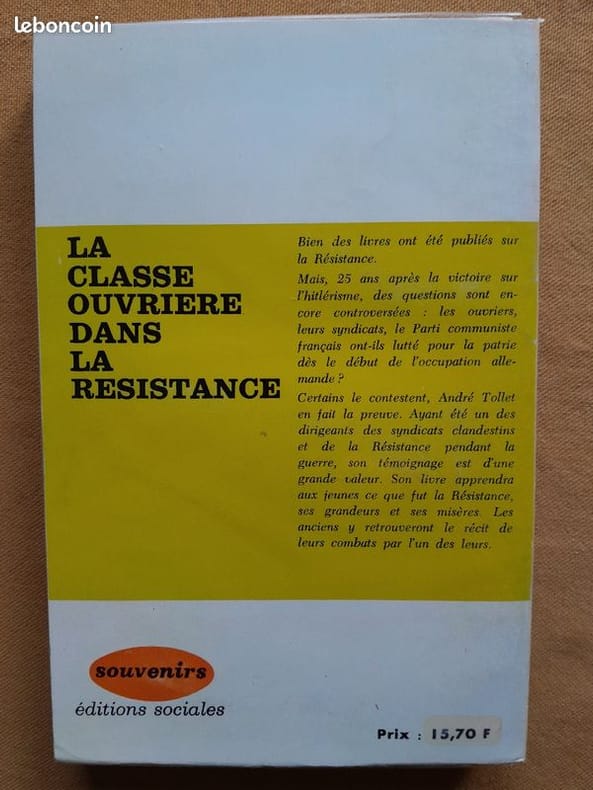 leboncoin
LA
CLASSE
OUVRIERE
DANS
LA
RESISTANCE
Bien des livres ont été publiés sur
la Résistance.
Mais, 25 ans après la victoire sur
l'hitlérisme, des questions sont en-
core controversées : les ouvriers,
leurs syndicats, le Parti communiste
français ont-ils lutté pour la patrie
dès le début de l'occupation alle-
mande ?
Certains le contestent, André Tollet
en fait la preuve. Ayant été un des
dirigeants des syndicats clandestins
et de la Résistance pendant la
guerre, son témoignage est d'une
grande valeur. Son livre apprendra
aux jeunes ce que fut la Résistance,
ses grandeurs et ses misères. Les
anciens y retrouveront le récit de
leurs combats par l'un des leurs.
souvenirs
éditions sociales
Prix : 15,70 F